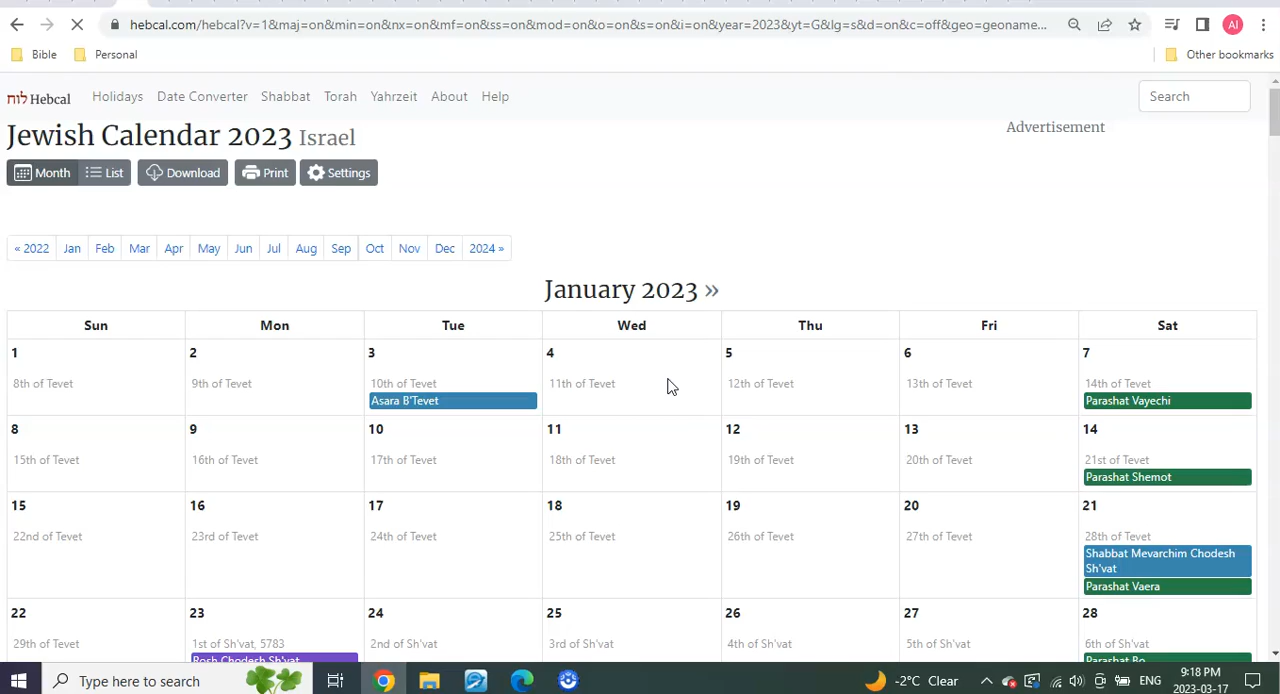 hebcal.com/hebcal?v=1&maj=on&min=on&nx=on&mf=on&ss=on&mod=on&o=on&s=on&i=on&year=2023&yt=G&lg=s&d=on&c=off&geo=geoname...
AI
Bible Personal Other bookmarks
לוח Hebcal Holidays Date Converter Shabbat Torah Yahrzeit About Help Search
Jewish Calendar 2023 Israel
Advertisement
Month List Download Print Settings
« 2022 Jan Feb Mar Apr May Jun Jul Aug Sep Oct Nov Dec 2024 »
January 2023 »
Sun Mon Tue Wed Thu Fri Sat
1 2 3 4 5 6 7
8th of Tevet 9th of Tevet 10th of Tevet 11th of Tevet 12th of Tevet 13th of Tevet 14th of Tevet
Asara B'Tevet Parashat Vayechi
8 9 10 11 12 13 14
15th of Tevet 16th of Tevet 17th of Tevet 18th of Tevet 19th of Tevet 20th of Tevet 21st of Tevet
Parashat Shemot
15 16 17 18 19 20 21
22nd of Tevet 23rd of Tevet 24th of Tevet 25th of Tevet 26th of Tevet 27th of Tevet 28th of Tevet
Shabbat Mevarchim Chodesh
Sh'vat
Parashat Vaera
22 23 24 25 26 27 28
29th of Tevet 1st of Sh'vat, 5783 2nd of Sh'vat 3rd of Sh'vat 4th of Sh'vat 5th of Sh'vat 6th of Sh'vat
Rosh Chodesh Sh'vat Parashat Bo
Type here to search -2°C Clear ENG 9:18 PM
2023-03-17